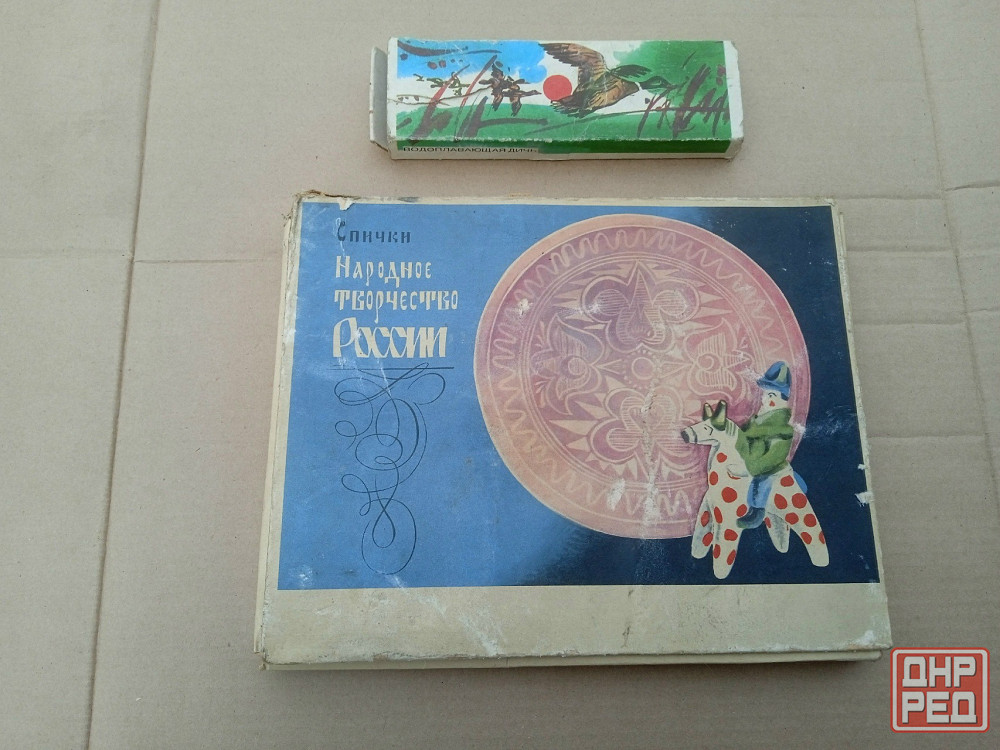 ВОДОПЛАВАЮЩАЯ ДИЧЬ
Спички
Народное
творчество
России
ДНР
РЕД